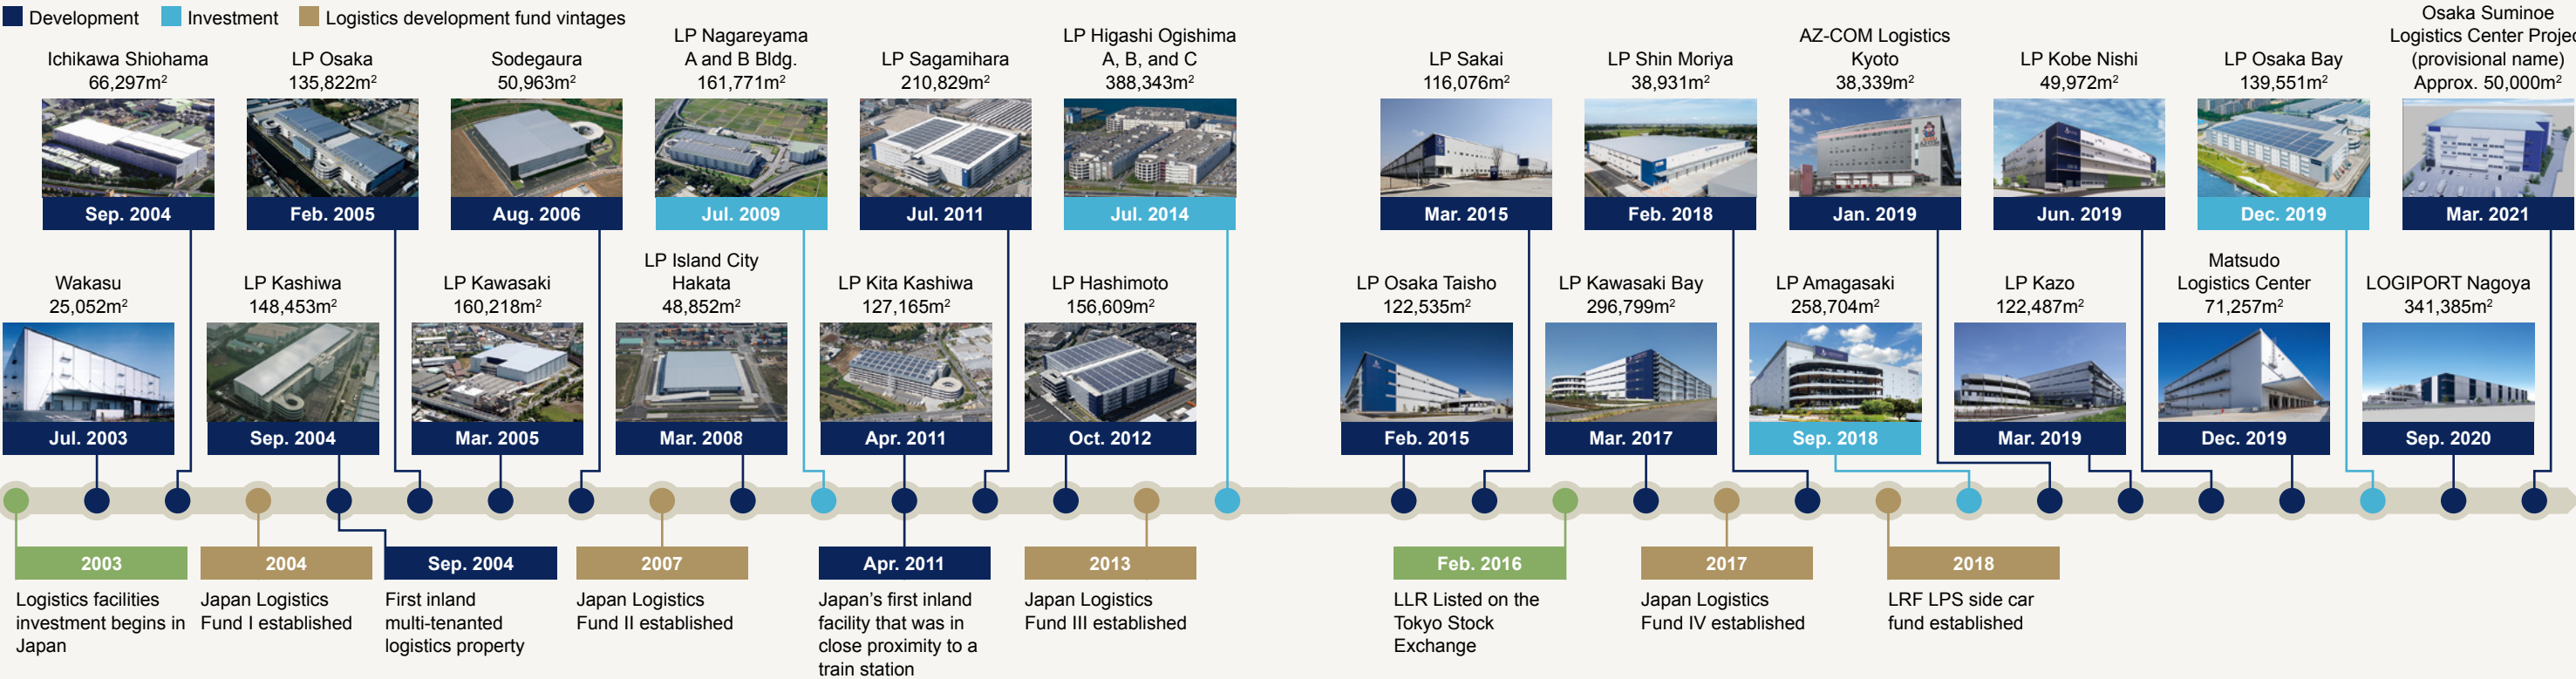 Development
Investment
Logistics development fund vintages
Ichikawa Shiohama
66,297m²
Sep. 2004
LP Osaka
135,822m²
Feb. 2005
Sodegaura
50,963m²
Aug. 2006
LP Nagareyama
A and B Bldg.
161,771m²
Jul. 2009
LP Sagamihara
210,829m²
Jul. 2011
LP Higashi Ogishima
A, B, and C
388,343m²
Jul. 2014
LP Sakai
116,076m²
Mar. 2015
LP Shin Moriya
38,931m²
Feb. 2018
AZ-COM Logistics
Kyoto
38,339m²
Jan. 2019
LP Kobe Nishi
49,972m²
Jun. 2019
LP Osaka Bay
139,551m²
Dec. 2019
Osaka Suminoe
Logistics Center Projec
(provisional name)
Approx. 50,000m²
Mar. 2021
Wakasu
25,052m²
Jul. 2003
LP Kashiwa
148,453m²
Sep. 2004
LP Kawasaki
160,218m²
Mar. 2005
LP Island City
Hakata
48,852m²
Mar. 2008
LP Kita Kashiwa
127,165m²
Apr. 2011
LP Hashimoto
156,609m²
Oct. 2012
LP Osaka Taisho
122,535m²
Feb. 2015
LP Kawasaki Bay
296,799m²
Mar. 2017
LP Amagasaki
258,704m²
Sep. 2018
LP Kazo
122,487m²
Mar. 2019
Matsudo
Logistics Center
71,257m²
Dec. 2019
LOGIPORT Nagoya
341,385m²
Sep. 2020
2003
Logistics facilities
investment begins in
Japan
2004
Japan Logistics
Fund I established
Sep. 2004
First inland
multi-tenanted
logistics property
2007
Japan Logistics
Fund II established
Apr. 2011
Japan's first inland
facility that was in
close proximity to a
train station
2013
Japan Logistics
Fund III established
Feb. 2016
LLR Listed on the
Tokyo Stock
Exchange
2017
Japan Logistics
Fund IV established
2018
LRF LPS side car
fund established